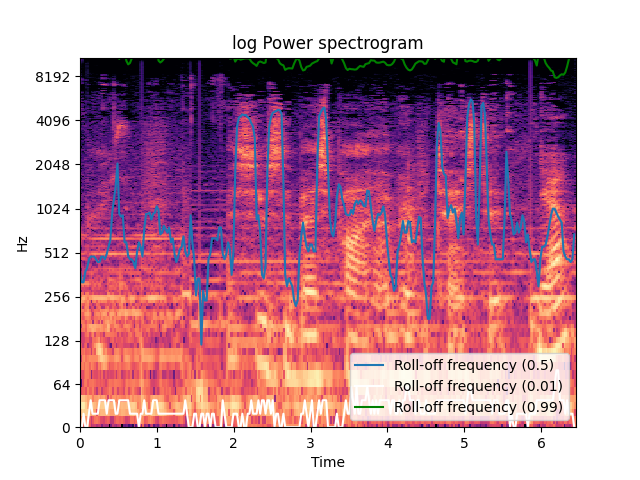 log Power spectrogram
8192
4096
2048
1024
512
256
128
64
0
Hz
Roll-off frequency (0.5)
Roll-off frequency (0.01)
Roll-off frequency (0.99)
0 1 2 3 4 5 6
Time